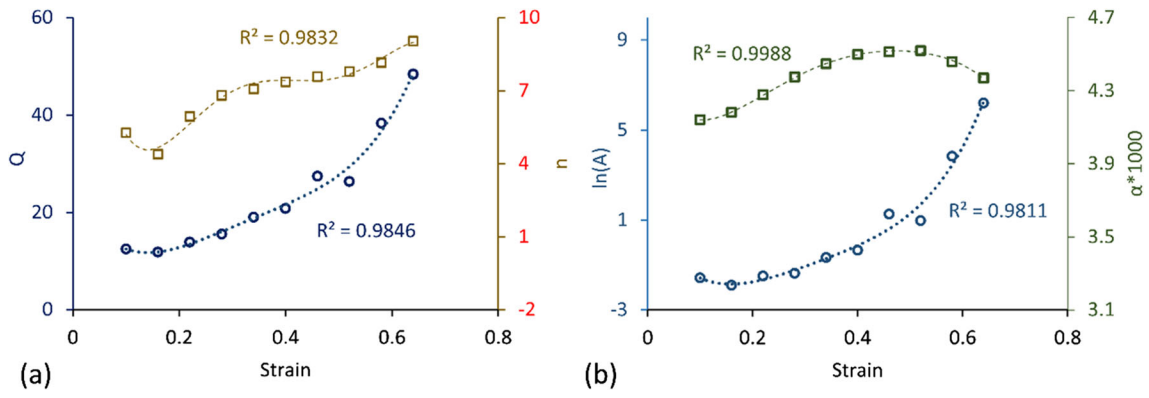 60
40
20
0
Q
10
7
4
1
-2
n
R² = 0.9832
R² = 0.9846
0
0.2
0.4
0.6
0.8
Strain
(a)
9
5
1
-3
ln(A)
4.7
4.3
3.9
3.5
3.1
α*1000
R² = 0.9988
R² = 0.9811
0
0.2
0.4
0.6
0.8
Strain
(b)